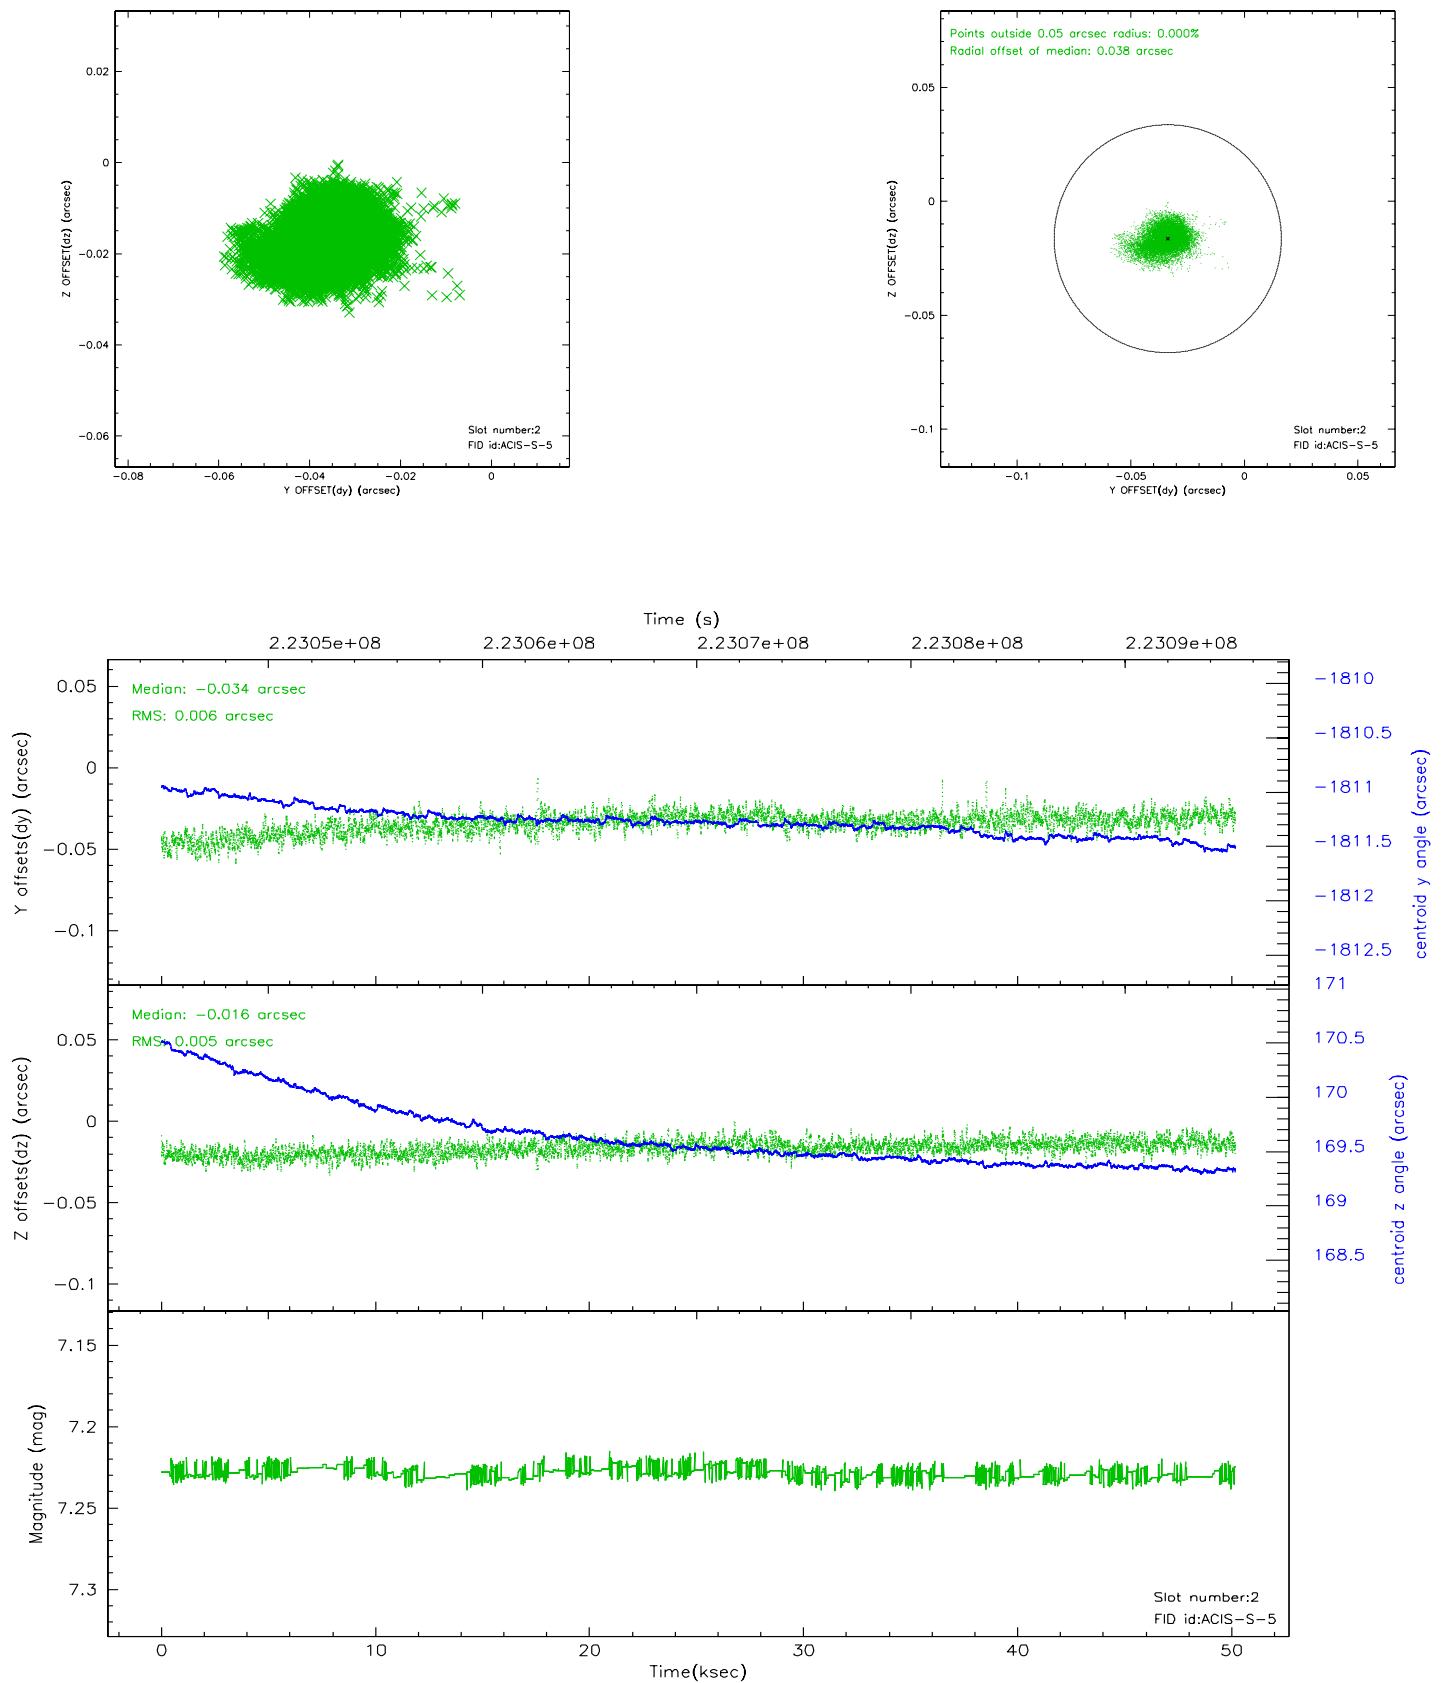 0.02
0
-0.02
-0.04
-0.06
Z OFFSET(dz) (arcsec)
Slot number:2
FID id:ACIS-S-5
-0.08
-0.06
-0.04
-0.02
0
Y OFFSET(dy) (arcsec)
Points outside 0.05 arcsec radius: 0.000%
Radial offset of median: 0.038 arcsec
0.05
0
-0.05
-0.1
Z OFFSET(dz) (arcsec)
Slot number:2
FID id:ACIS-S-5
-0.1
-0.05
0
0.05
Y OFFSET(dy) (arcsec)
Time (s)
2.2305e+08
2.2306e+08
2.2307e+08
2.2308e+08
2.2309e+08
Median: -0.034 arcsec
RMS: 0.006 arcsec
0.05
0
-0.05
-0.1
Y offsets(dy) (arcsec)
-1810
-1810.5
-1811
-1811.5
-1812
-1812.5
centroid y angle (arcsec)
Median: -0.016 arcsec
RMS: 0.005 arcsec
0.05
0
-0.05
-0.1
Z offsets(dz) (arcsec)
171
170.5
170
169.5
169
168.5
centroid z angle (arcsec)
7.15
7.2
7.25
7.3
Magnitude (mag)
Slot number:2
FID id:ACIS-S-5
0
10
20
30
40
50
Time(ksec)